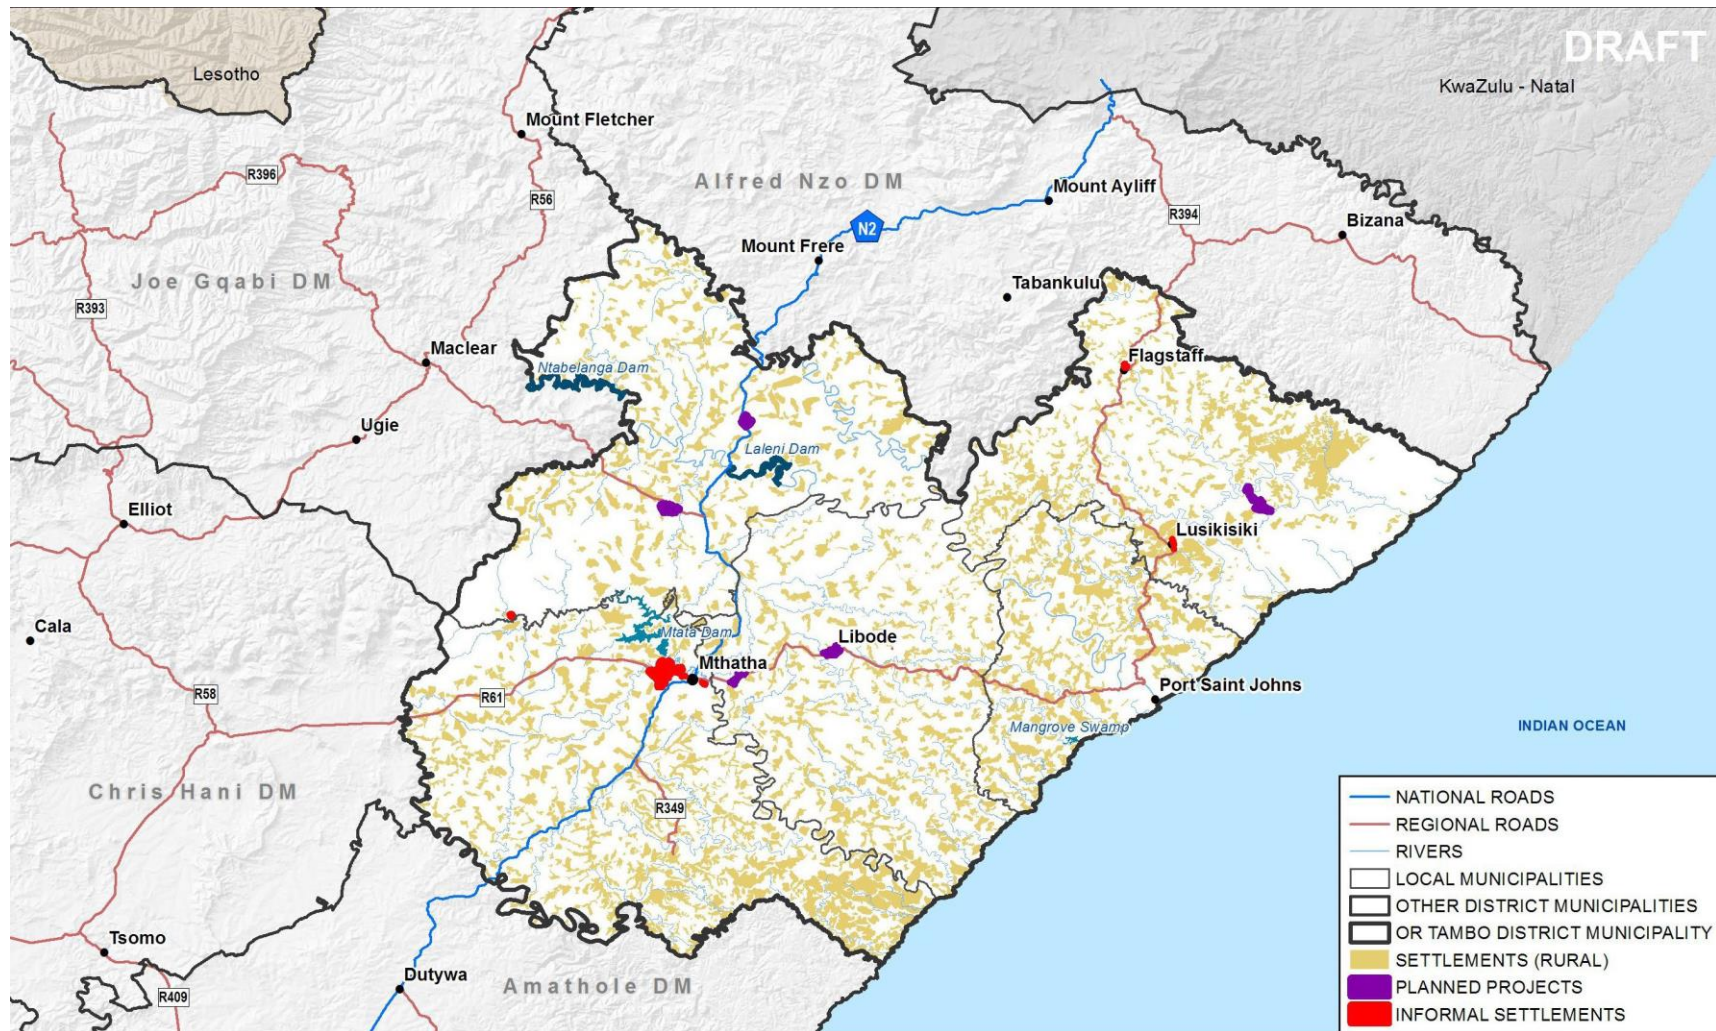 DRAFT
Lesotho
KwaZulu - Natal
Mount Fletcher
R396
Alfred Nzo DM
Mount Ayliff
R56
R394
Bizana
N2
Mount Frere
Joe Gqabi DM
Tabankulu
R393
Maclear
Flagstaff
Ntabelanga Dam
Ugie
Laleni Dam
Elliot
Lusikisiki
Cala
Mtata Dam
Libode
Mthatha
R58
R61
Port Saint Johns
Mangrove Swamp
INDIAN OCEAN
Chris Hani DM
R349
Tsomo
Dutywa
Amathole DM
R409
NATIONAL ROADS
REGIONAL ROADS
RIVERS
LOCAL MUNICIPALITIES
OTHER DISTRICT MUNICIPALITIES
OR TAMBO DISTRICT MUNICIPALITY
SETTLEMENTS (RURAL)
PLANNED PROJECTS
INFORMAL SETTLEMENTS